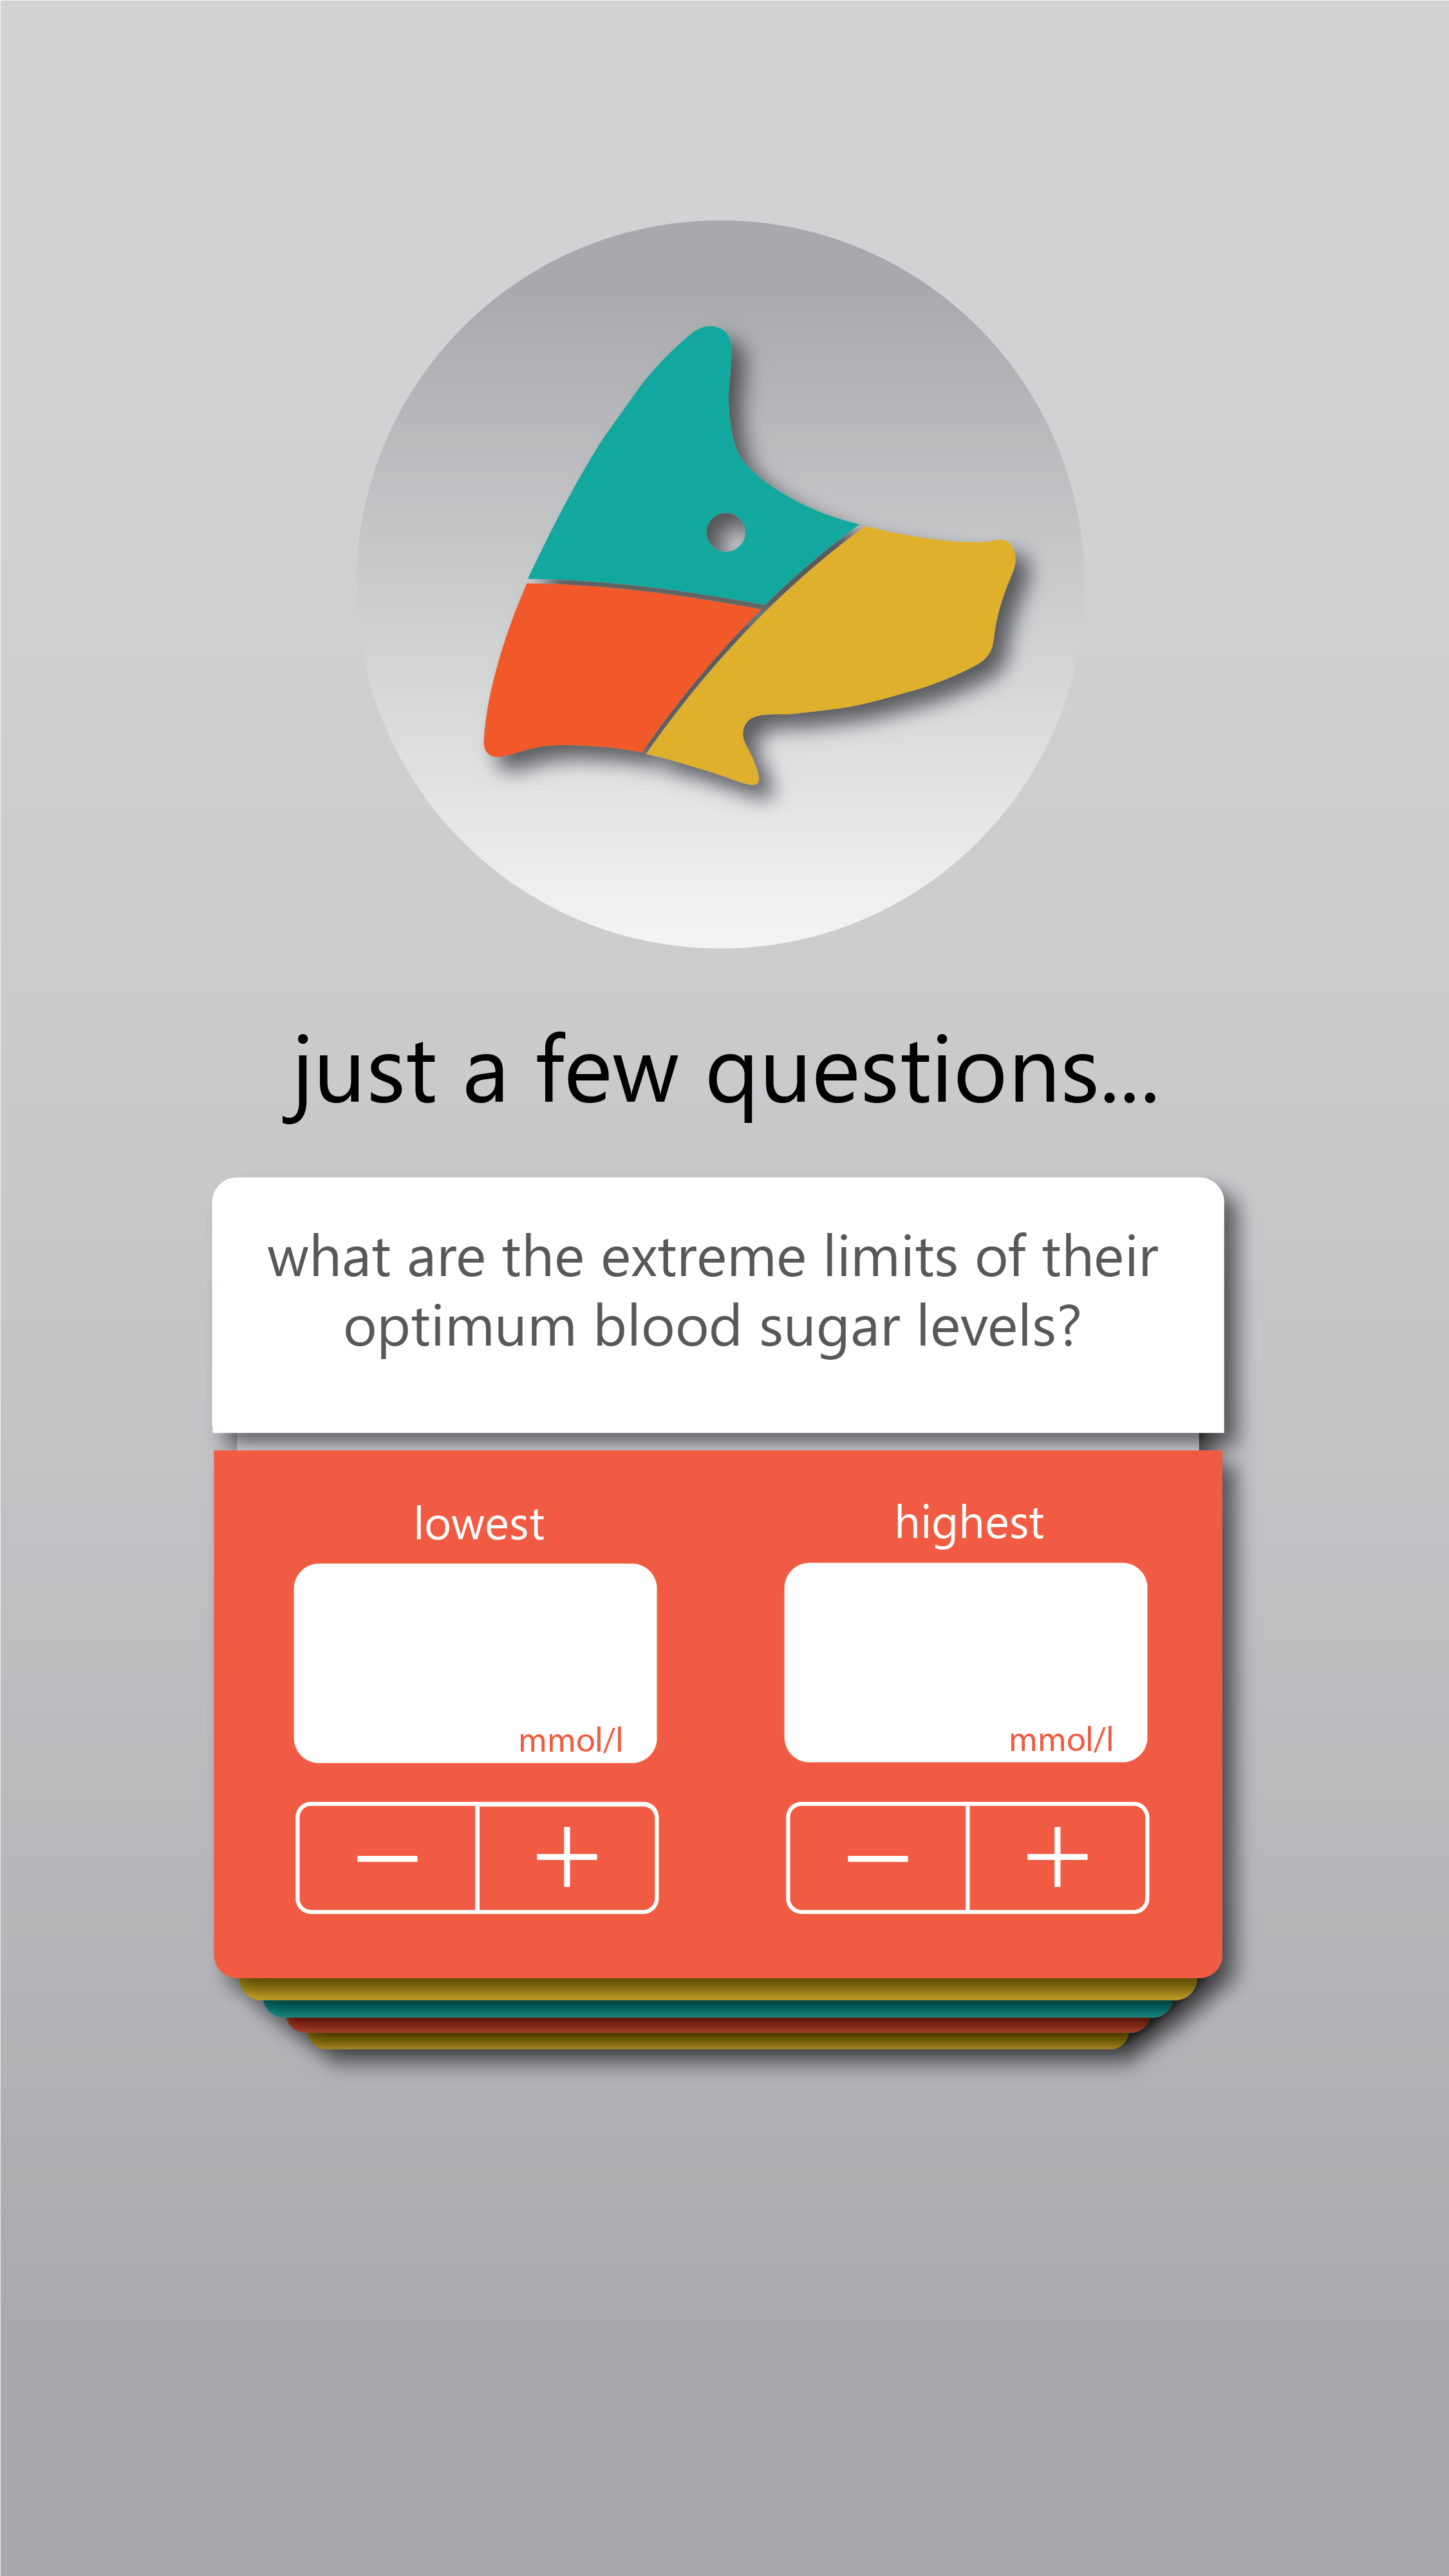 just a few questions...
what are the extreme limits of their
optimum blood sugar levels?
lowest
highest
mmol/l
mmol/l
− +
− +